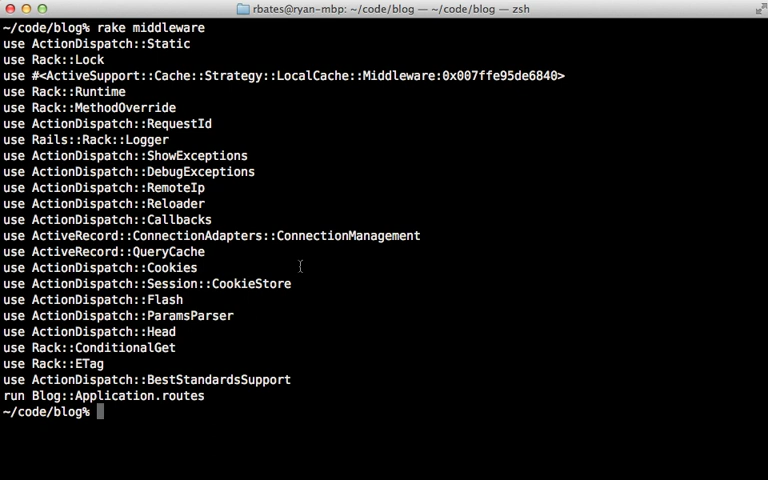 rbates@ryan-mbp: ~/code/blog — ~/code/blog — zsh
~/code/blog% rake middleware
use ActionDispatch::Static
use Rack::Lock
use #<ActiveSupport::Cache::Strategy::LocalCache::Middleware:0x007ffe95de6840>
use Rack::Runtime
use Rack::MethodOverride
use ActionDispatch::RequestId
use Rails::Rack::Logger
use ActionDispatch::ShowExceptions
use ActionDispatch::DebugExceptions
use ActionDispatch::RemoteIp
use ActionDispatch::Reloader
use ActionDispatch::Callbacks
use ActiveRecord::ConnectionAdapters::ConnectionManagement
use ActiveRecord::QueryCache
use ActionDispatch::Cookies
use ActionDispatch::Session::CookieStore
use ActionDispatch::Flash
use ActionDispatch::ParamsParser
use ActionDispatch::Head
use Rack::ConditionalGet
use Rack::ETag
use ActionDispatch::BestStandardsSupport
run Blog::Application.routes
~/code/blog%